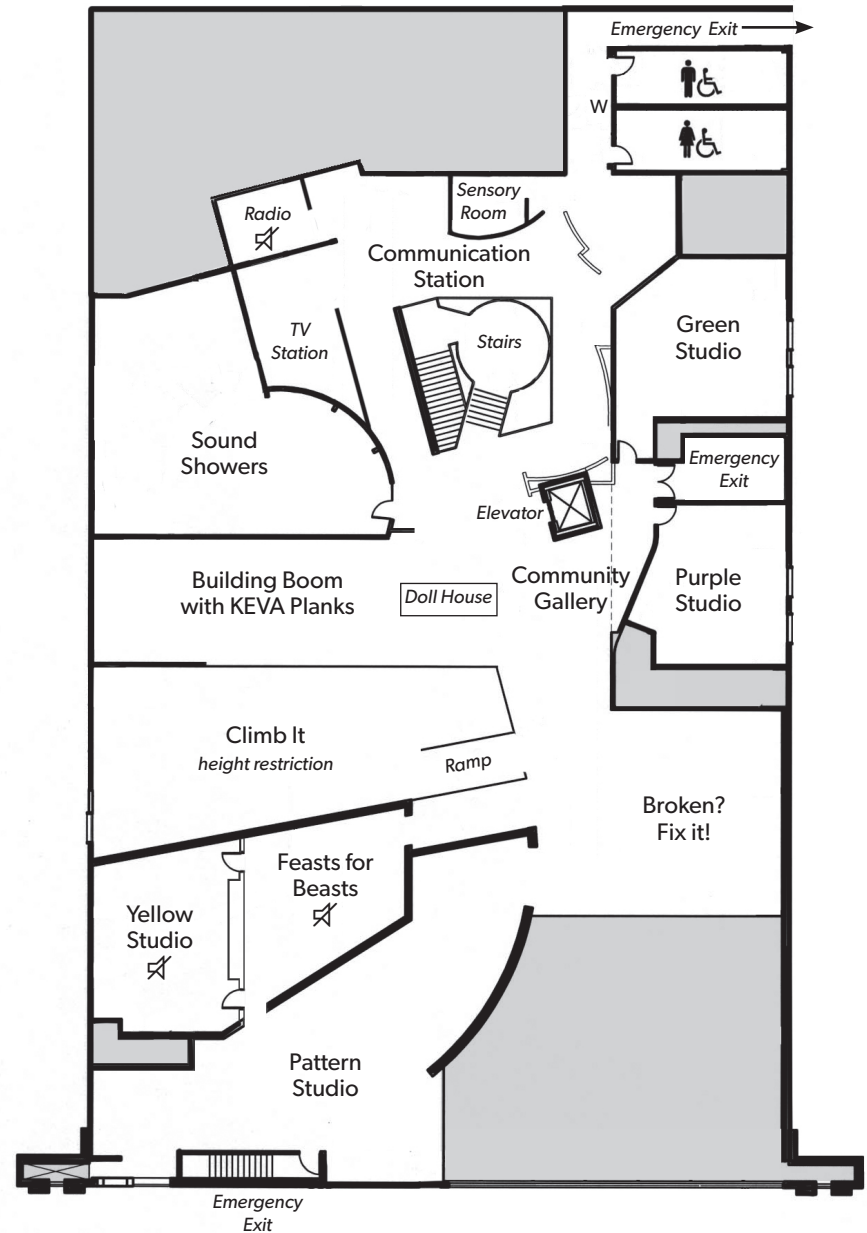 Emergency Exit
W
Sensory
Room
Radio
Communication
Station
Green
Studio
TV
Station
Stairs
Sound
Showers
Emergency
Exit
Elevator
Building Boom
with KEVA Planks
Doll House
Community
Gallery
Purple
Studio
Climb It
height restriction
Ramp
Broken?
Fix it!
Feasts for
Beasts
Yellow
Studio
Pattern
Studio
Emergency
Exit